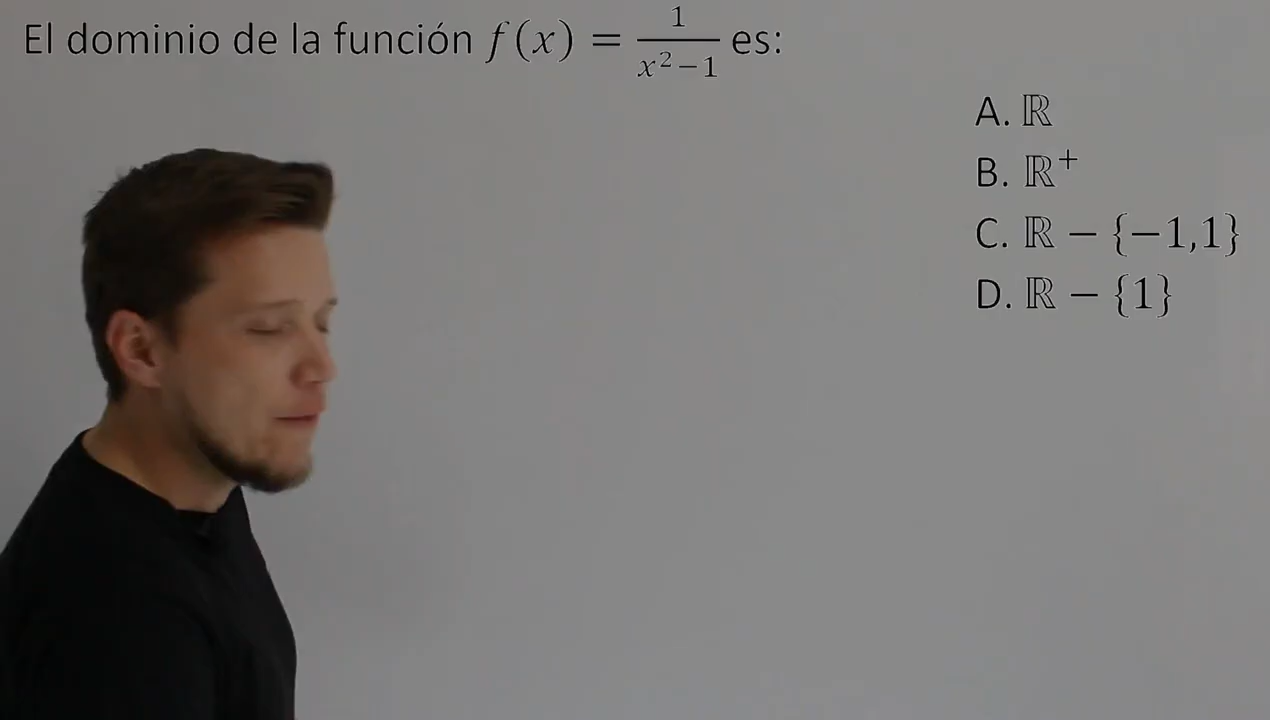 El dominio de la función f(x) = 1/(x² − 1) es:
A. ℝ
B. ℝ⁺
C. ℝ − {−1,1}
D. ℝ − {1}